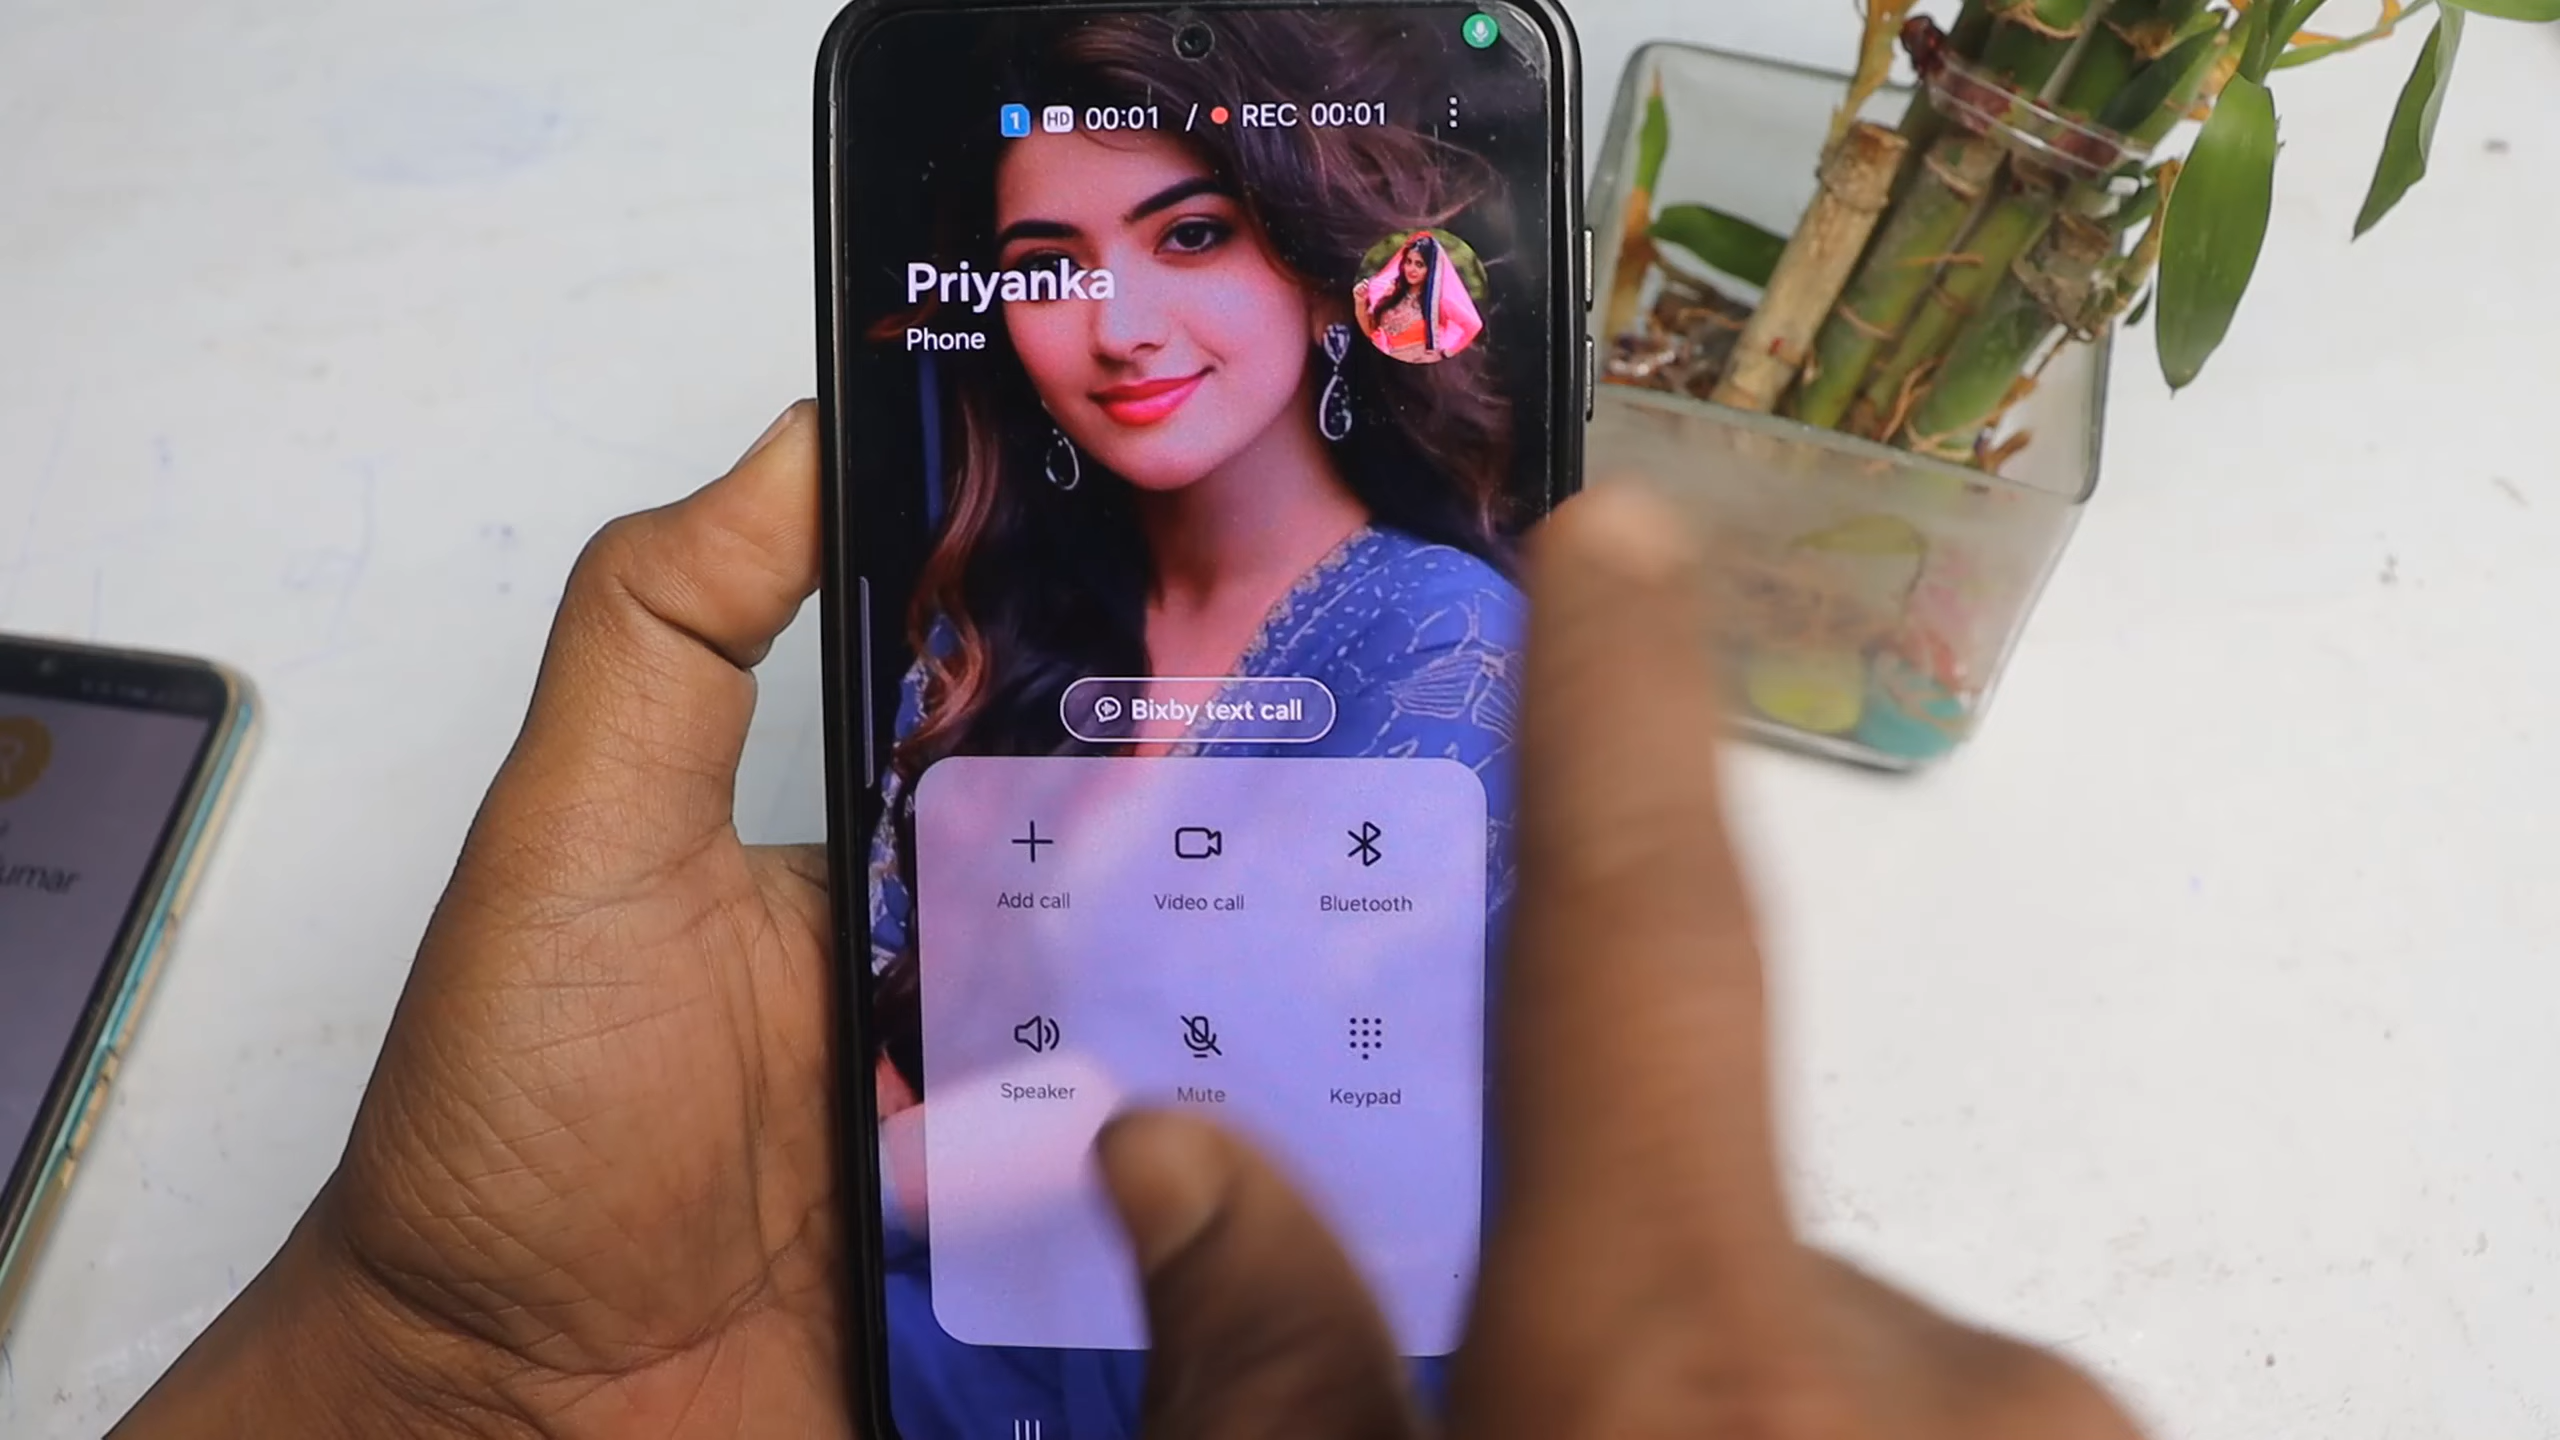 1 HD 00:01 / REC 00:01
Priyanka
Phone
Bixby text call
Add call
Video call
Bluetooth
Speaker
Mute
Keypad
R
umar